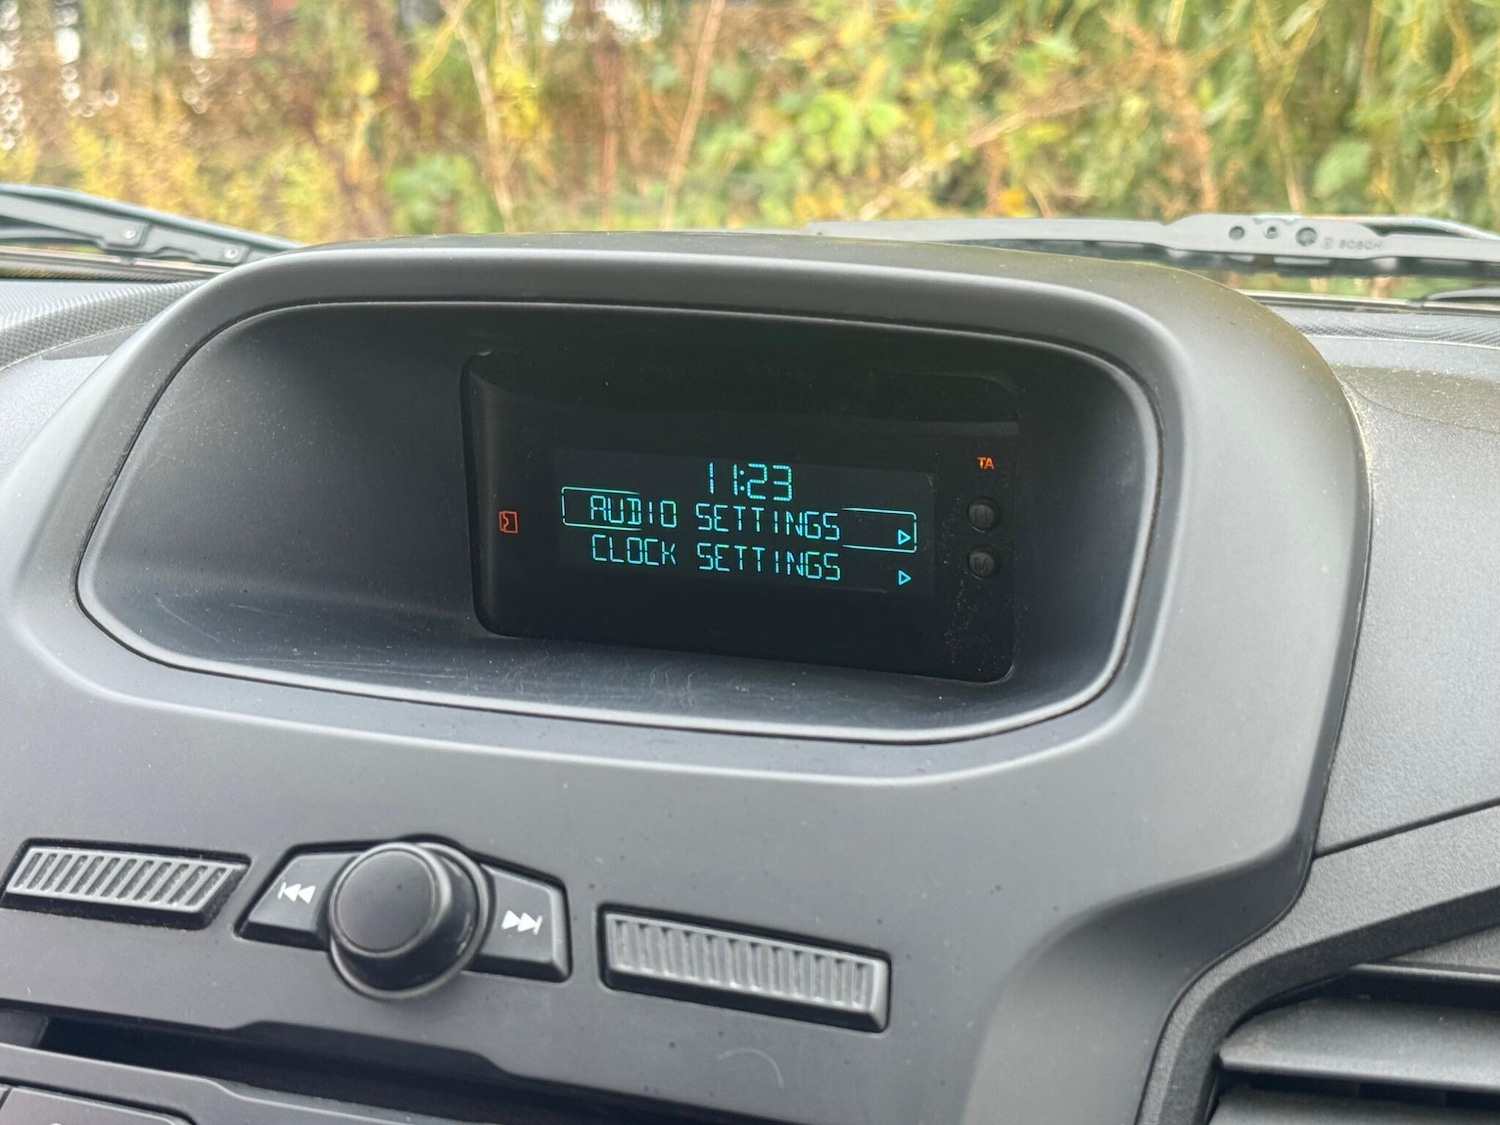 BOSCH
TA
11:23
AUDIO SETTINGS
CLOCK SETTINGS